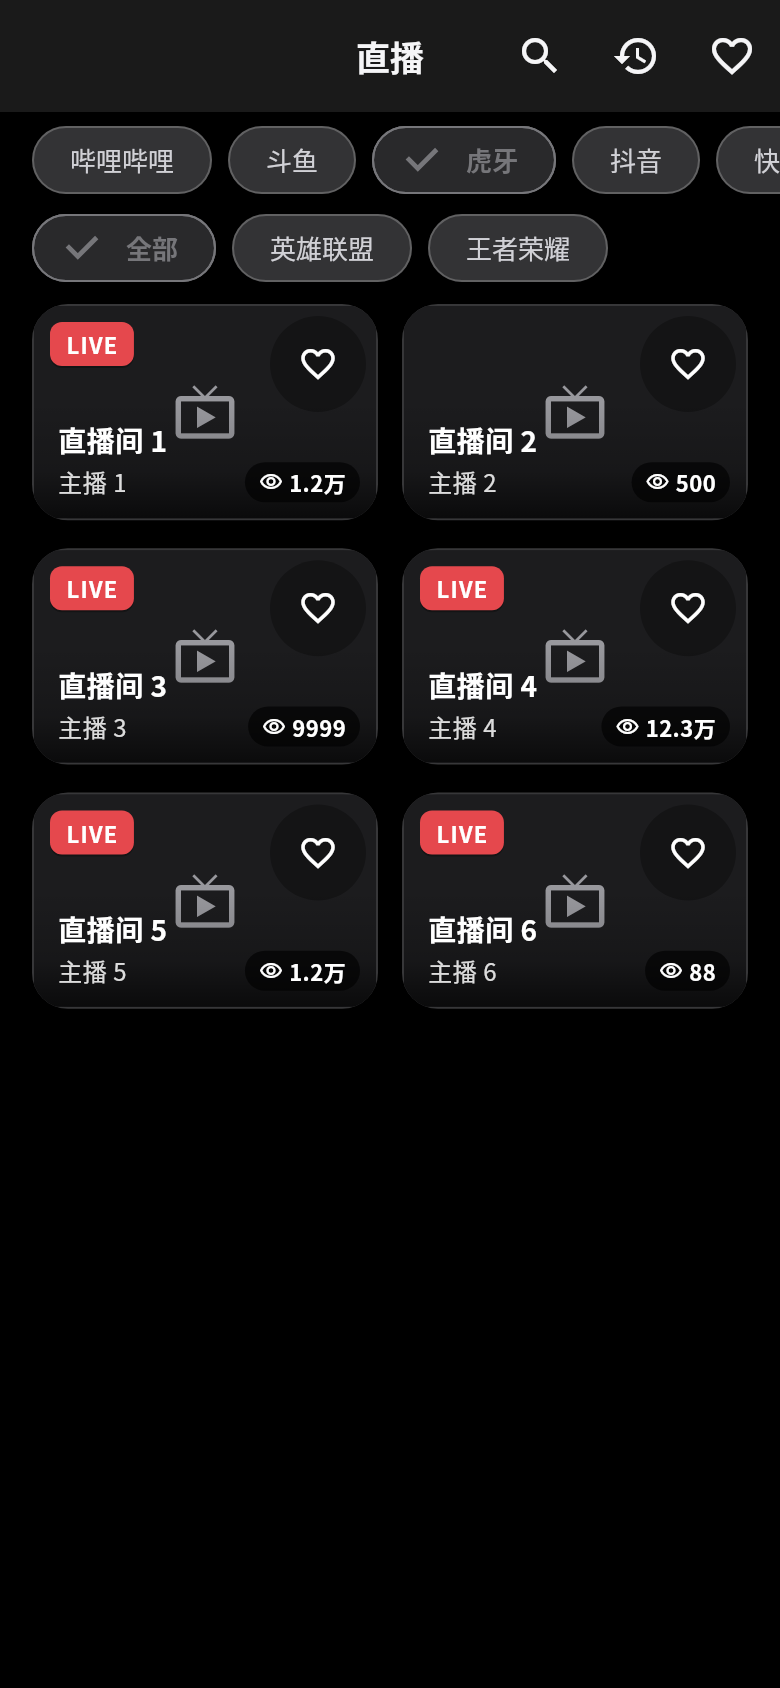 直播
哔哩哔哩 斗鱼 虎牙 抖音 快
全部 英雄联盟 王者荣耀
LIVE
直播间 1
主播 1 1.2万
直播间 2
主播 2 500
LIVE
直播间 3
主播 3 9999
LIVE
直播间 4
主播 4 12.3万
LIVE
直播间 5
主播 5 1.2万
LIVE
直播间 6
主播 6 88